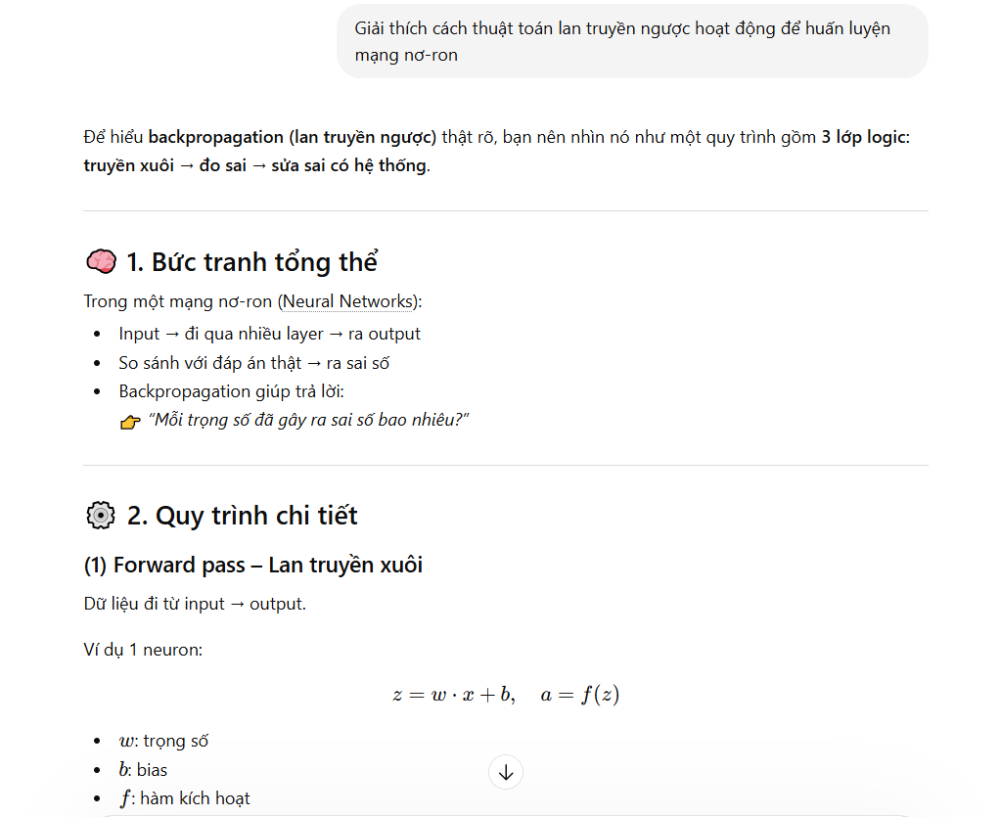 Giải thích cách thuật toán lan truyền ngược hoạt động để huấn luyện
mạng nơ-ron
Để hiểu backpropagation (lan truyền ngược) thật rõ, bạn nên nhìn nó như một quy trình gồm 3 lớp logic:
truyền xuôi → đo sai → sửa sai có hệ thống.
🧠 1. Bức tranh tổng thể
Trong một mạng nơ-ron (Neural Networks):
• Input → đi qua nhiều layer → ra output
• So sánh với đáp án thật → ra sai số
• Backpropagation giúp trả lời:
👉 “Mỗi trọng số đã gây ra sai số bao nhiêu?”
⚙️ 2. Quy trình chi tiết
(1) Forward pass – Lan truyền xuôi
Dữ liệu đi từ input → output.
Ví dụ 1 neuron:
z = w · x + b, a = f(z)
• w: trọng số
• b: bias
• f: hàm kích hoạt